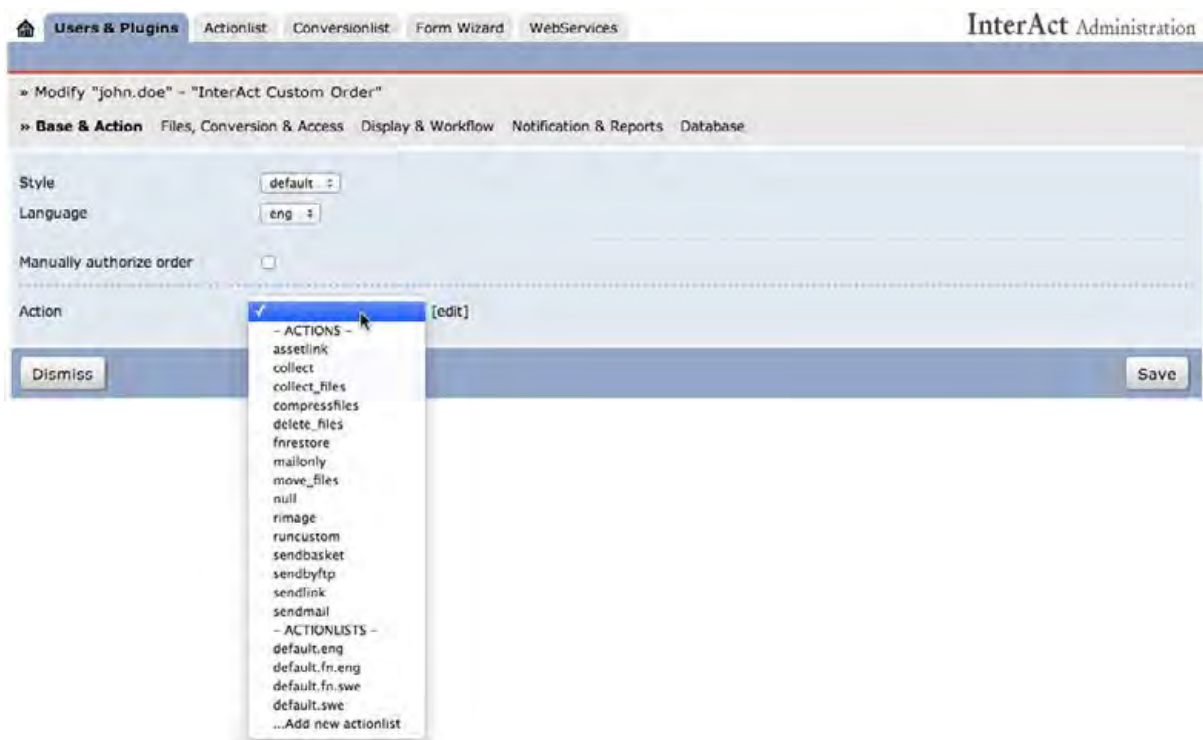 Users & Plugins Actionlist Conversionlist Form Wizard WebServices InterAct Administration
» Modify "john.doe" - "InterAct Custom Order"
» Base & Action Files, Conversion & Access Display & Workflow Notification & Reports Database
Style default
Language eng
Manually authorize order
Action [edit]
- ACTIONS -
assetlink
collect
collect_files
compressfiles
delete_files
fnrestore
mailonly
move_files
null
rimage
runcustom
sendbasket
sendbyftp
sendlink
sendmail
- ACTIONLISTS -
default.eng
default.fn.eng
default.fn.swe
default.swe
...Add new actionlist
Dismiss Save